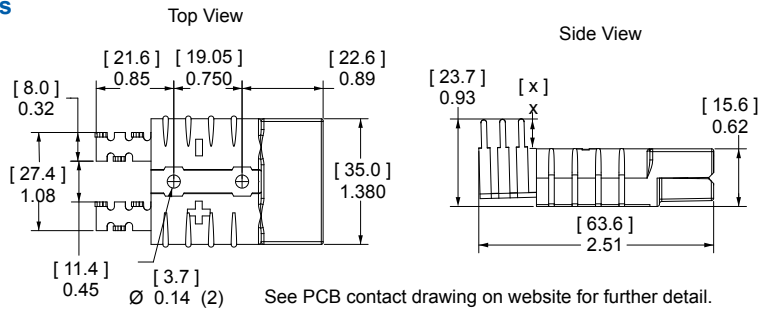 s
Top View
Side View
[ 21.6 ]
0.85
[ 19.05 ]
0.750
[ 22.6 ]
0.89
[ 8.0 ]
0.32
[ 27.4 ]
1.08
[ 35.0 ]
1.380
[ 11.4 ]
0.45
[ 3.7 ]
Ø 0.14 (2)
[ 23.7 ]
0.93
[ x ]
x
[ 15.6 ]
0.62
[ 63.6 ]
2.51
See PCB contact drawing on website for further detail.